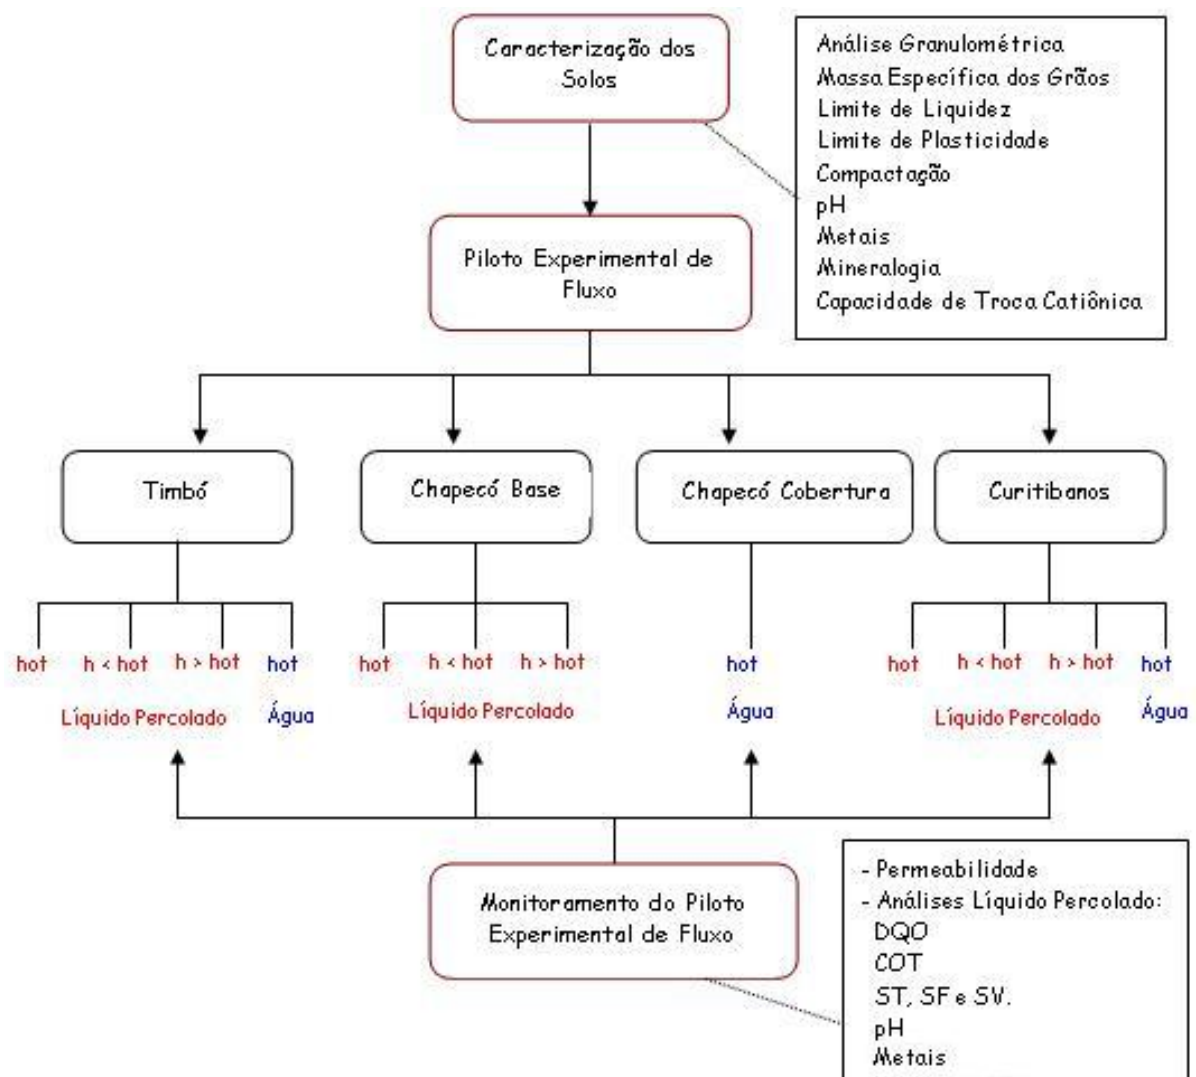 Caracterização dos
Solos
Análise Granulométrica
Massa Específica dos Grãos
Limite de Liquidez
Limite de Plasticidade
Compactação
pH
Metais
Mineralogia
Capacidade de Troca Catiônica
Piloto Experimental de
Fluxo
Timbó
Chapecó Base
Chapecó Cobertura
Curitibanos
hot h < hot h > hot hot
Líquido Percolado Água
hot h < hot h > hot
Líquido Percolado
hot
Água
hot h < hot h > hot hot
Líquido Percolado Água
Monitoramento do Piloto
Experimental de Fluxo
- Permeabilidade
- Análises Líquido Percolado:
DQO
COT
ST, SF e SV.
pH
Metais